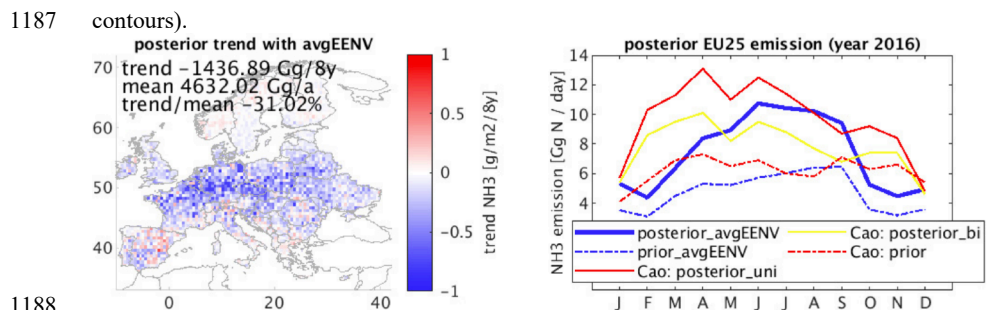 1187 contours).
posterior trend with avgEENV
trend -1436.89 Gg/8y
mean 4632.02 Gg/a
trend/mean -31.02%
70
60
50
40
0 20 40
1
0.5
0
-0.5
-1
trend NH3 [g/m2/8y]
posterior EU25 emission (year 2016)
NH3 emission [Gg N / day]
14
12
10
8
6
4
posterior_avgEENV
prior_avgEENV
Cao: posterior_uni
Cao: posterior_bi
Cao: prior
J F M A M J J A S O N D
1188